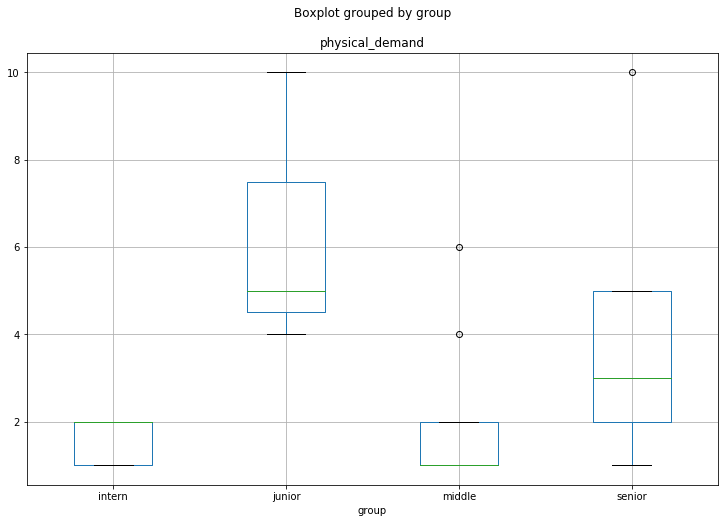 Boxplot grouped by group
physical_demand
10
8
6
4
2
intern junior middle senior
group